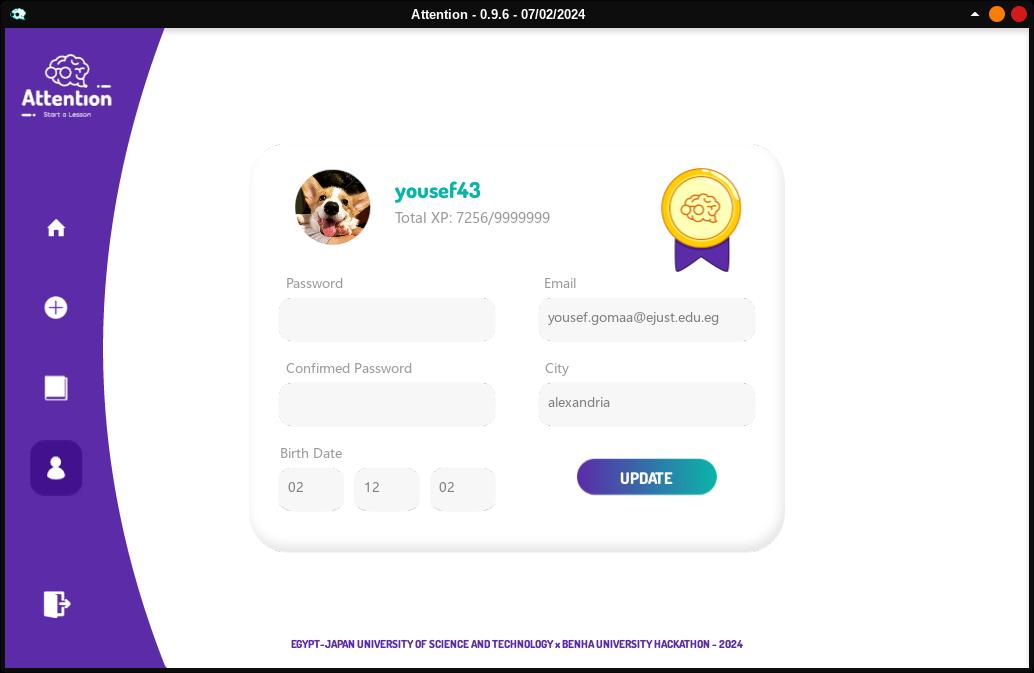 Attention - 0.9.6 - 07/02/2024
Attention
Start a Lesson
yousef43
Total XP: 7256/9999999
Password
Email
yousef.gomaa@ejust.edu.eg
Confirmed Password
City
alexandria
Birth Date
02 12 02
UPDATE
EGYPT-JAPAN UNIVERSITY OF SCIENCE AND TECHNOLOGY x BENHA UNIVERSITY HACKATHON - 2024